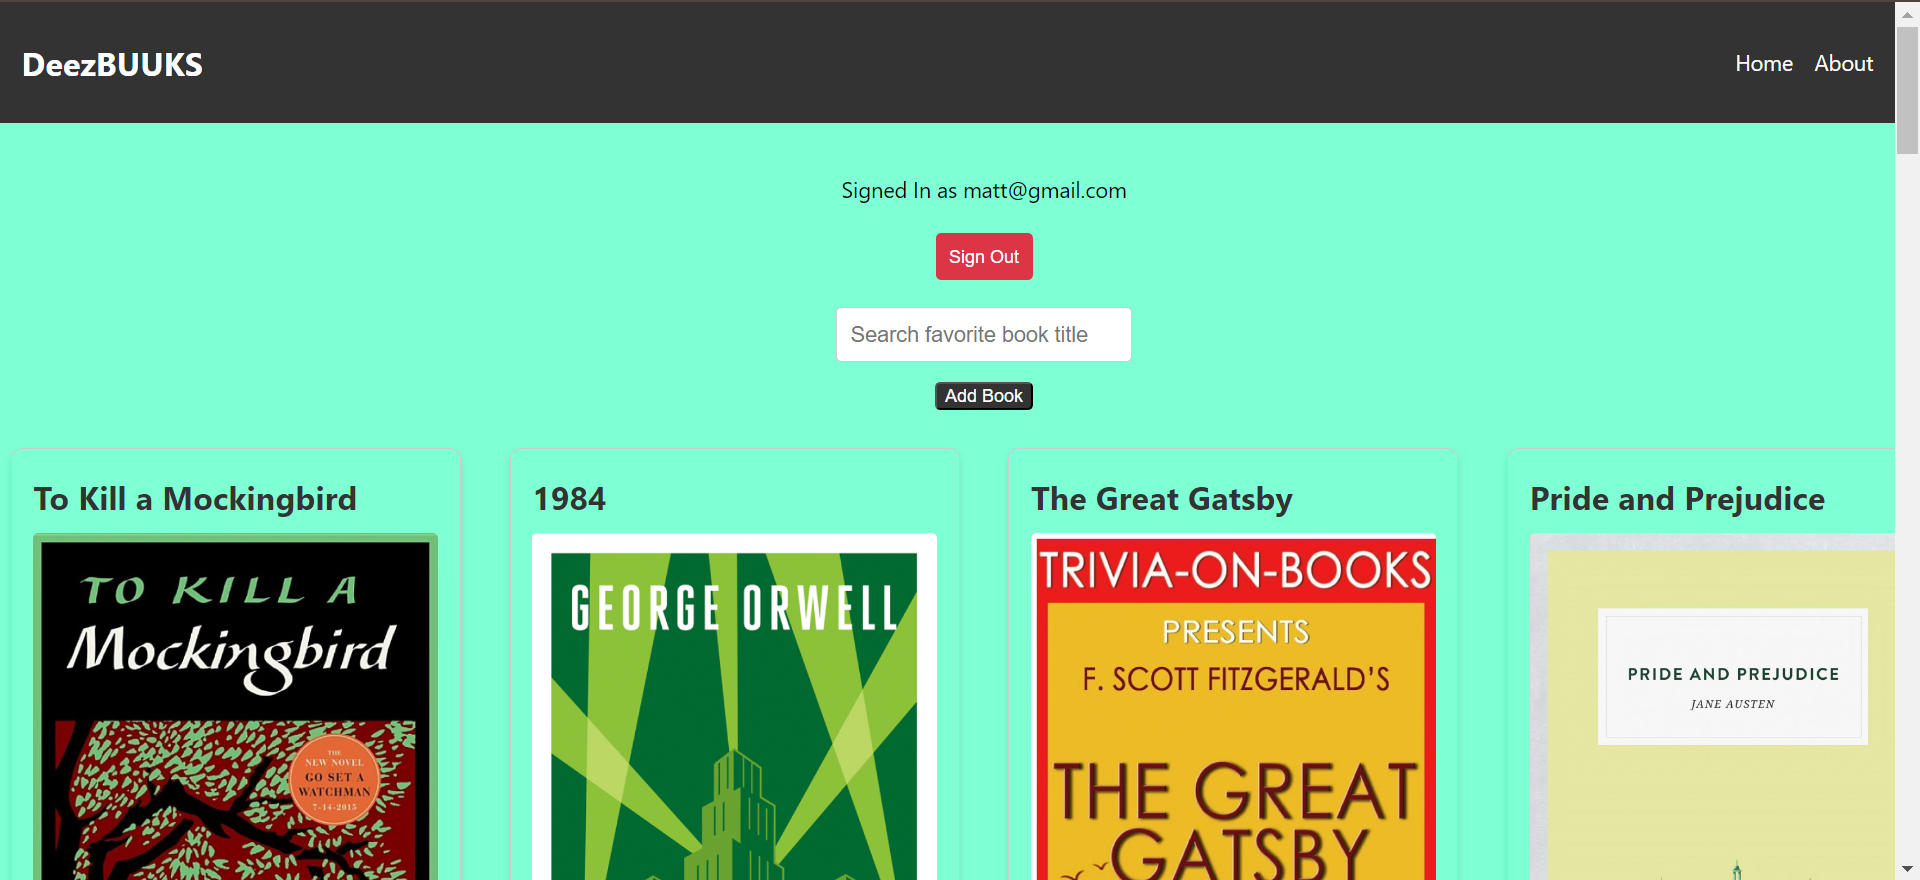 DeezBUUKS
Home About
Signed In as matt@gmail.com
Sign Out
Search favorite book title
Add Book
To Kill a Mockingbird
TO KILL A
Mockingbird
THE
NEW NOVEL
GO SET A
WATCHMAN
7-14-2015
1984
GEORGE ORWELL
The Great Gatsby
TRIVIA-ON-BOOKS
PRESENTS
F. SCOTT FITZGERALD'S
THE GREAT
GATSBY
Pride and Prejudice
PRIDE AND PREJUDICE
JANE AUSTEN